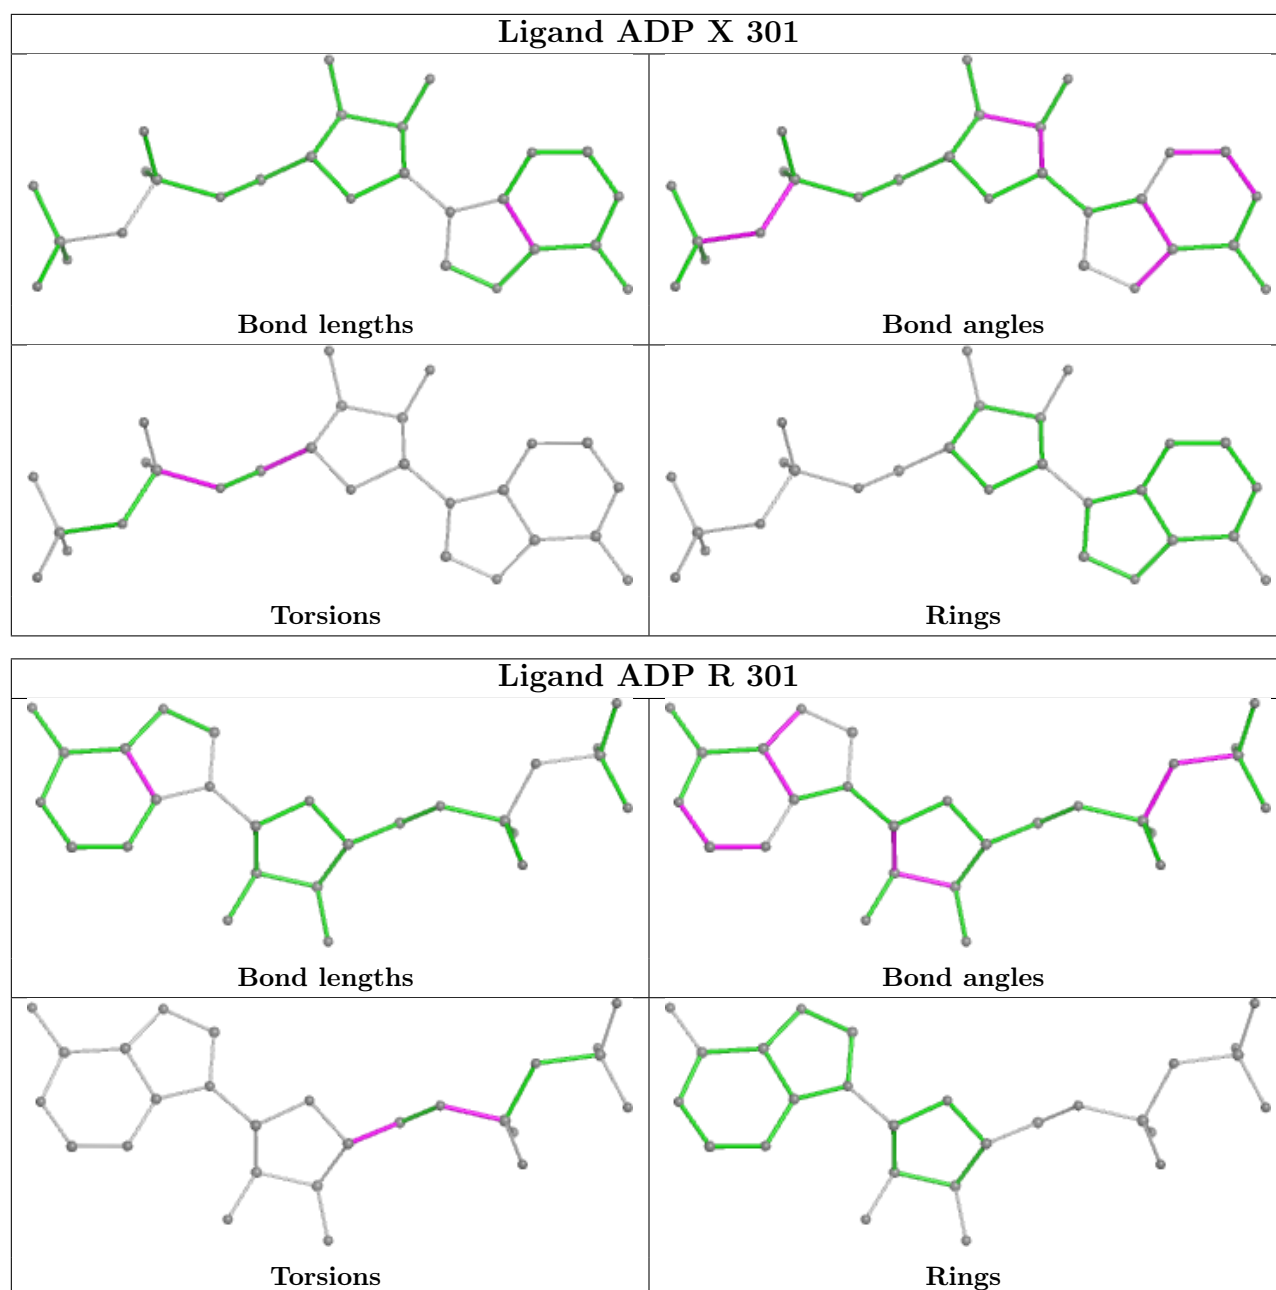 Ligand ADP X 301
Bond lengths
Bond angles
Torsions
Rings
Ligand ADP R 301
Bond lengths
Bond angles
Torsions
Rings